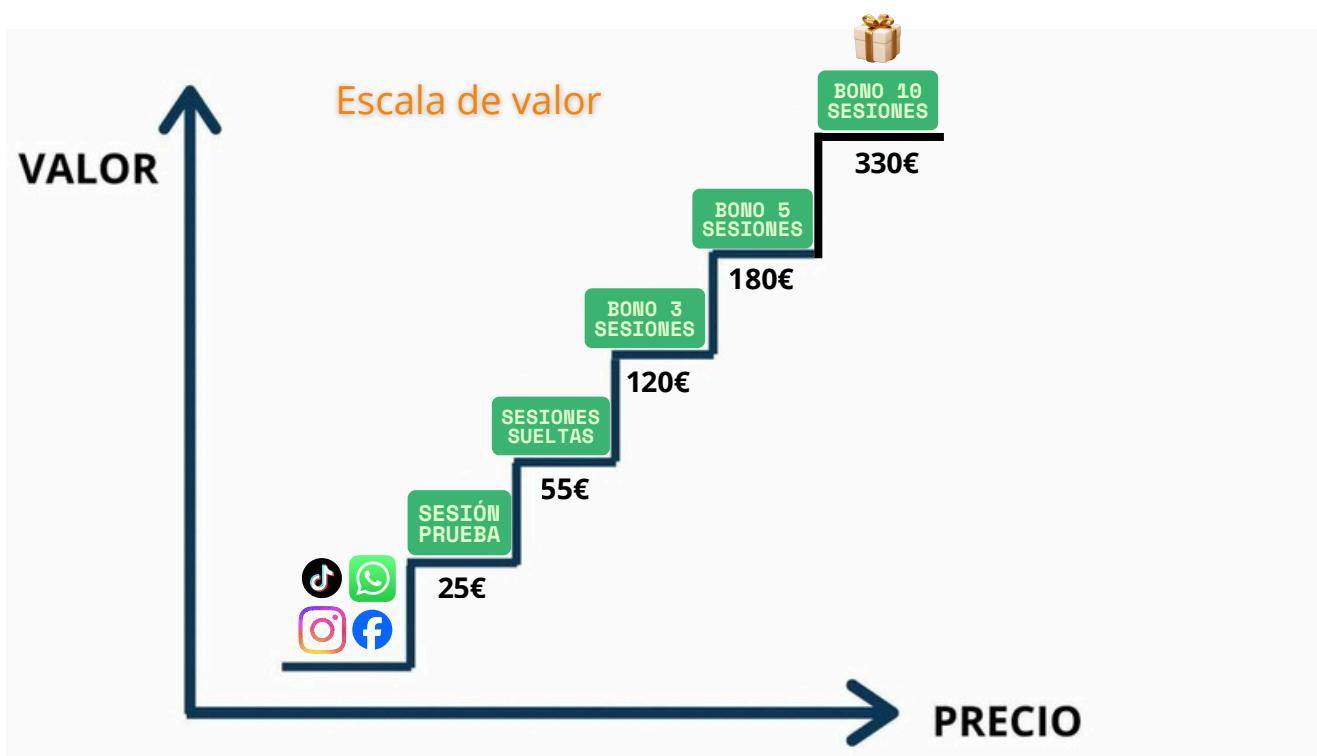 Escala de valor
VALOR
BONO 10
SESIONES
330€
BONO 5
SESIONES
180€
BONO 3
SESIONES
120€
SESIONES
SUELTAS
55€
SESIÓN
PRUEBA
25€
PRECIO